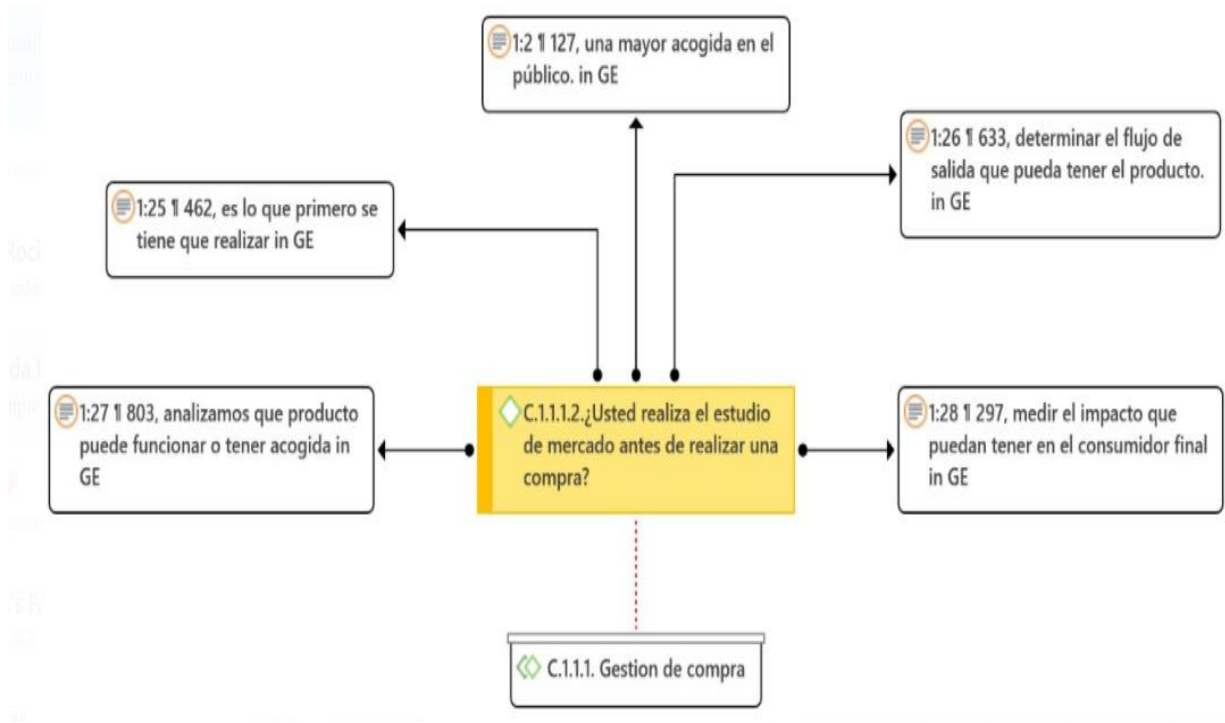 1:2 ¶ 127, una mayor acogida en el
público. in GE
1:26 ¶ 633, determinar el flujo de
salida que pueda tener el producto.
in GE
1:25 ¶ 462, es lo que primero se
tiene que realizar in GE
1:27 ¶ 803, analizamos que producto
puede funcionar o tener acogida in
GE
C.1.1.1.2.¿Usted realiza el estudio
de mercado antes de realizar una
compra?
1:28 ¶ 297, medir el impacto que
puedan tener en el consumidor final
in GE
C.1.1.1. Gestion de compra